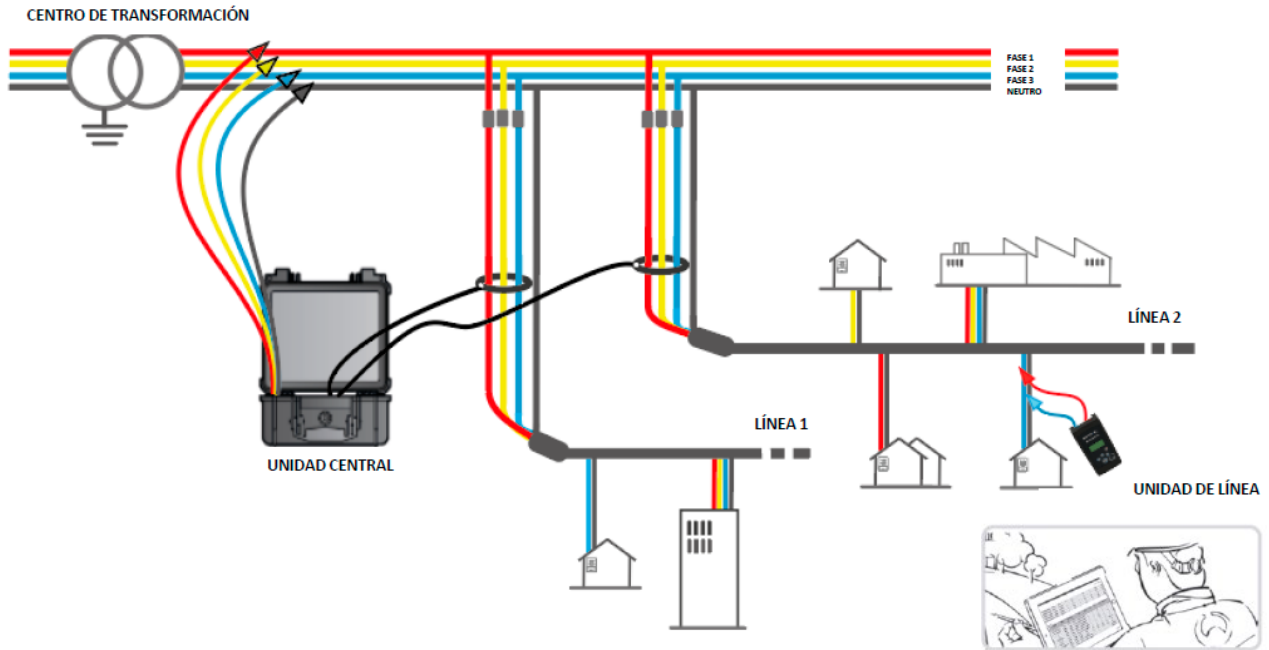 CENTRO DE TRANSFORMACIÓN
FASE 1
FASE 2
FASE 3
NEUTRO
LÍNEA 2
LÍNEA 1
UNIDAD CENTRAL
UNIDAD DE LÍNEA